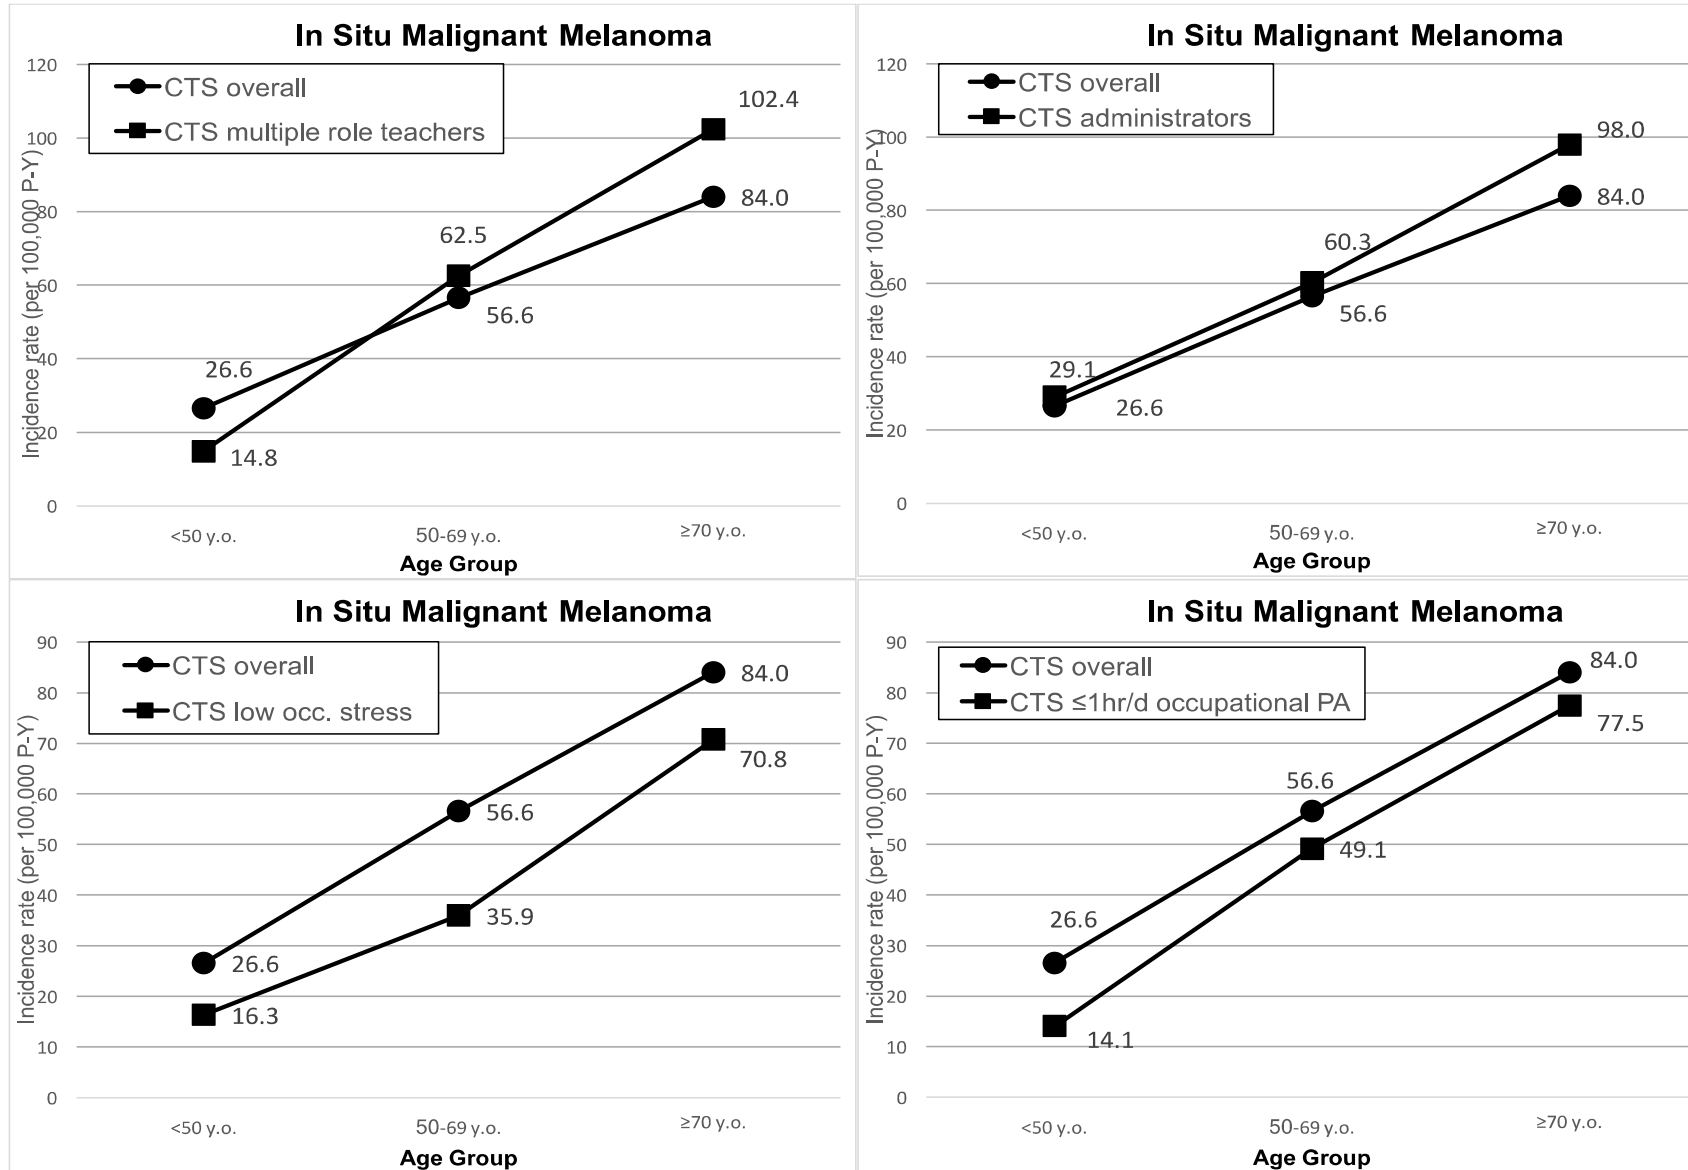 In Situ Malignant Melanoma
CTS overall
CTS multiple role teachers
Incidence rate (per 100,000 P-Y)
120
100
80
60
40
20
0
102.4
84.0
62.5
56.6
26.6
14.8
<50 y.o.
50-69 y.o.
≥70 y.o.
Age Group
In Situ Malignant Melanoma
CTS overall
CTS administrators
Incidence rate (per 100,000 P-Y)
120
100
80
60
40
20
0
98.0
84.0
60.3
56.6
29.1
26.6
<50 y.o.
50-69 y.o.
≥70 y.o.
Age Group
In Situ Malignant Melanoma
CTS overall
CTS low occ. stress
Incidence rate (per 100,000 P-Y)
90
80
70
60
50
40
30
20
10
0
84.0
70.8
56.6
35.9
26.6
16.3
<50 y.o.
50-69 y.o.
≥70 y.o.
Age Group
In Situ Malignant Melanoma
CTS overall
CTS ≤1hr/d occupational PA
Incidence rate (per 100,000 P-Y)
90
80
70
60
50
40
30
20
10
0
84.0
77.5
56.6
49.1
26.6
14.1
<50 y.o.
50-69 y.o.
≥70 y.o.
Age Group